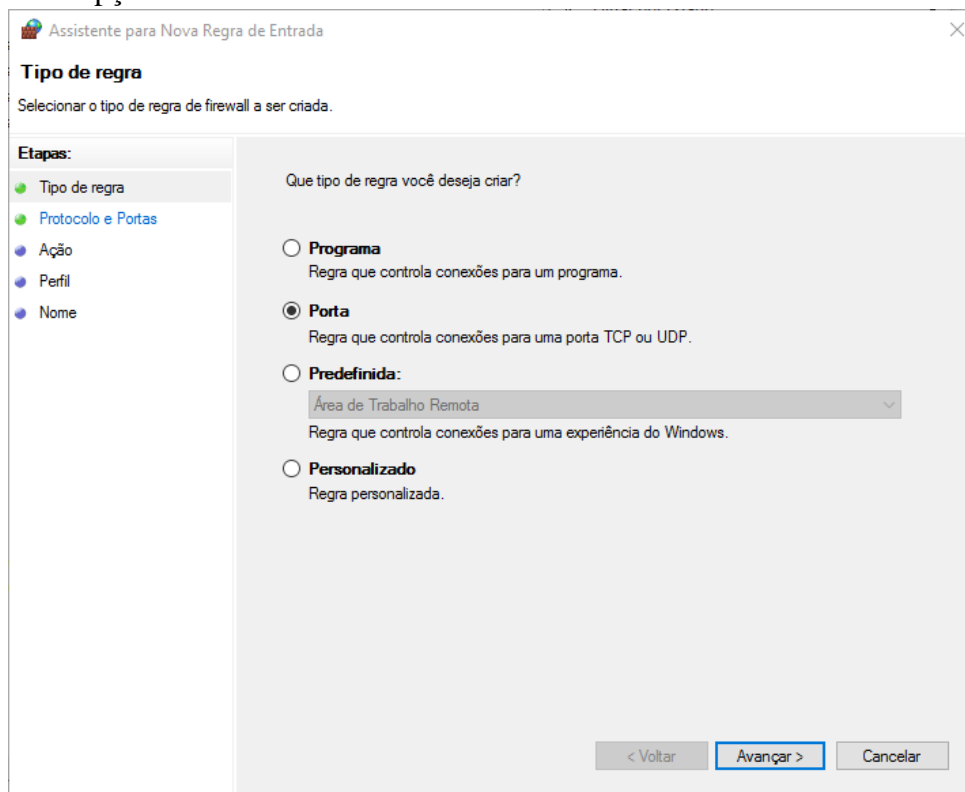 Assistente para Nova Regra de Entrada
Tipo de regra
Selecionar o tipo de regra de firewall a ser criada.
Etapas:
Tipo de regra
Protocolo e Portas
Ação
Perfil
Nome
Que tipo de regra você deseja criar?
Programa
Regra que controla conexões para um programa.
Porta
Regra que controla conexões para uma porta TCP ou UDP.
Predefinida:
Área de Trabalho Remota
Regra que controla conexões para uma experiência do Windows.
Personalizado
Regra personalizada.
< Voltar
Avançar >
Cancelar